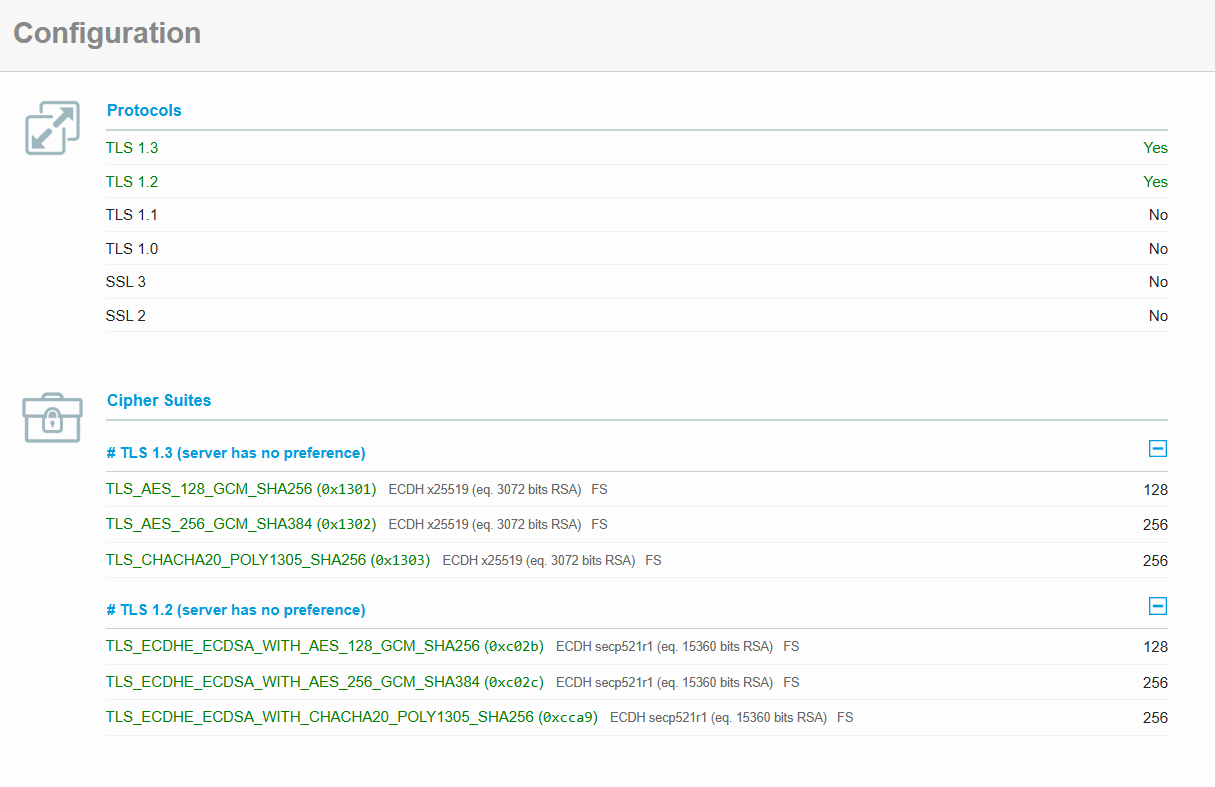 Configuration
Protocols
TLS 1.3 Yes
TLS 1.2 Yes
TLS 1.1 No
TLS 1.0 No
SSL 3 No
SSL 2 No
Cipher Suites
# TLS 1.3 (server has no preference)
TLS_AES_128_GCM_SHA256 (0x1301) ECDH x25519 (eq. 3072 bits RSA) FS 128
TLS_AES_256_GCM_SHA384 (0x1302) ECDH x25519 (eq. 3072 bits RSA) FS 256
TLS_CHACHA20_POLY1305_SHA256 (0x1303) ECDH x25519 (eq. 3072 bits RSA) FS 256
# TLS 1.2 (server has no preference)
TLS_ECDHE_ECDSA_WITH_AES_128_GCM_SHA256 (0xc02b) ECDH secp521r1 (eq. 15360 bits RSA) FS 128
TLS_ECDHE_ECDSA_WITH_AES_256_GCM_SHA384 (0xc02c) ECDH secp521r1 (eq. 15360 bits RSA) FS 256
TLS_ECDHE_ECDSA_WITH_CHACHA20_POLY1305_SHA256 (0xcca9) ECDH secp521r1 (eq. 15360 bits RSA) FS 256